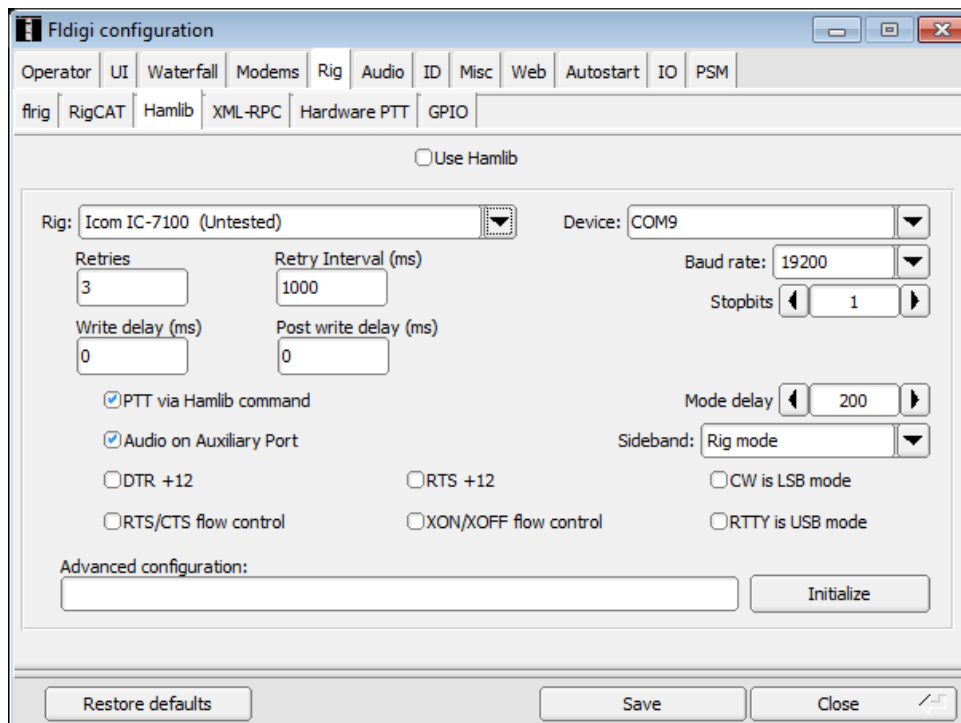 Fldigi configuration
Operator UI Waterfall Modems Rig Audio ID Misc Web Autostart IO PSM
flrig RigCAT Hamlib XML-RPC Hardware PTT GPIO
Use Hamlib
Rig: Icom IC-7100 (Untested) Device: COM9
Retries Retry Interval (ms) Baud rate: 19200
3 1000
Stopbits 1
Write delay (ms) Post write delay (ms)
0 0
PTT via Hamlib command Mode delay 200
Audio on Auxiliary Port Sideband: Rig mode
DTR +12 RTS +12 CW is LSB mode
RTS/CTS flow control XON/XOFF flow control RTTY is USB mode
Advanced configuration:
Initialize
Restore defaults Save Close